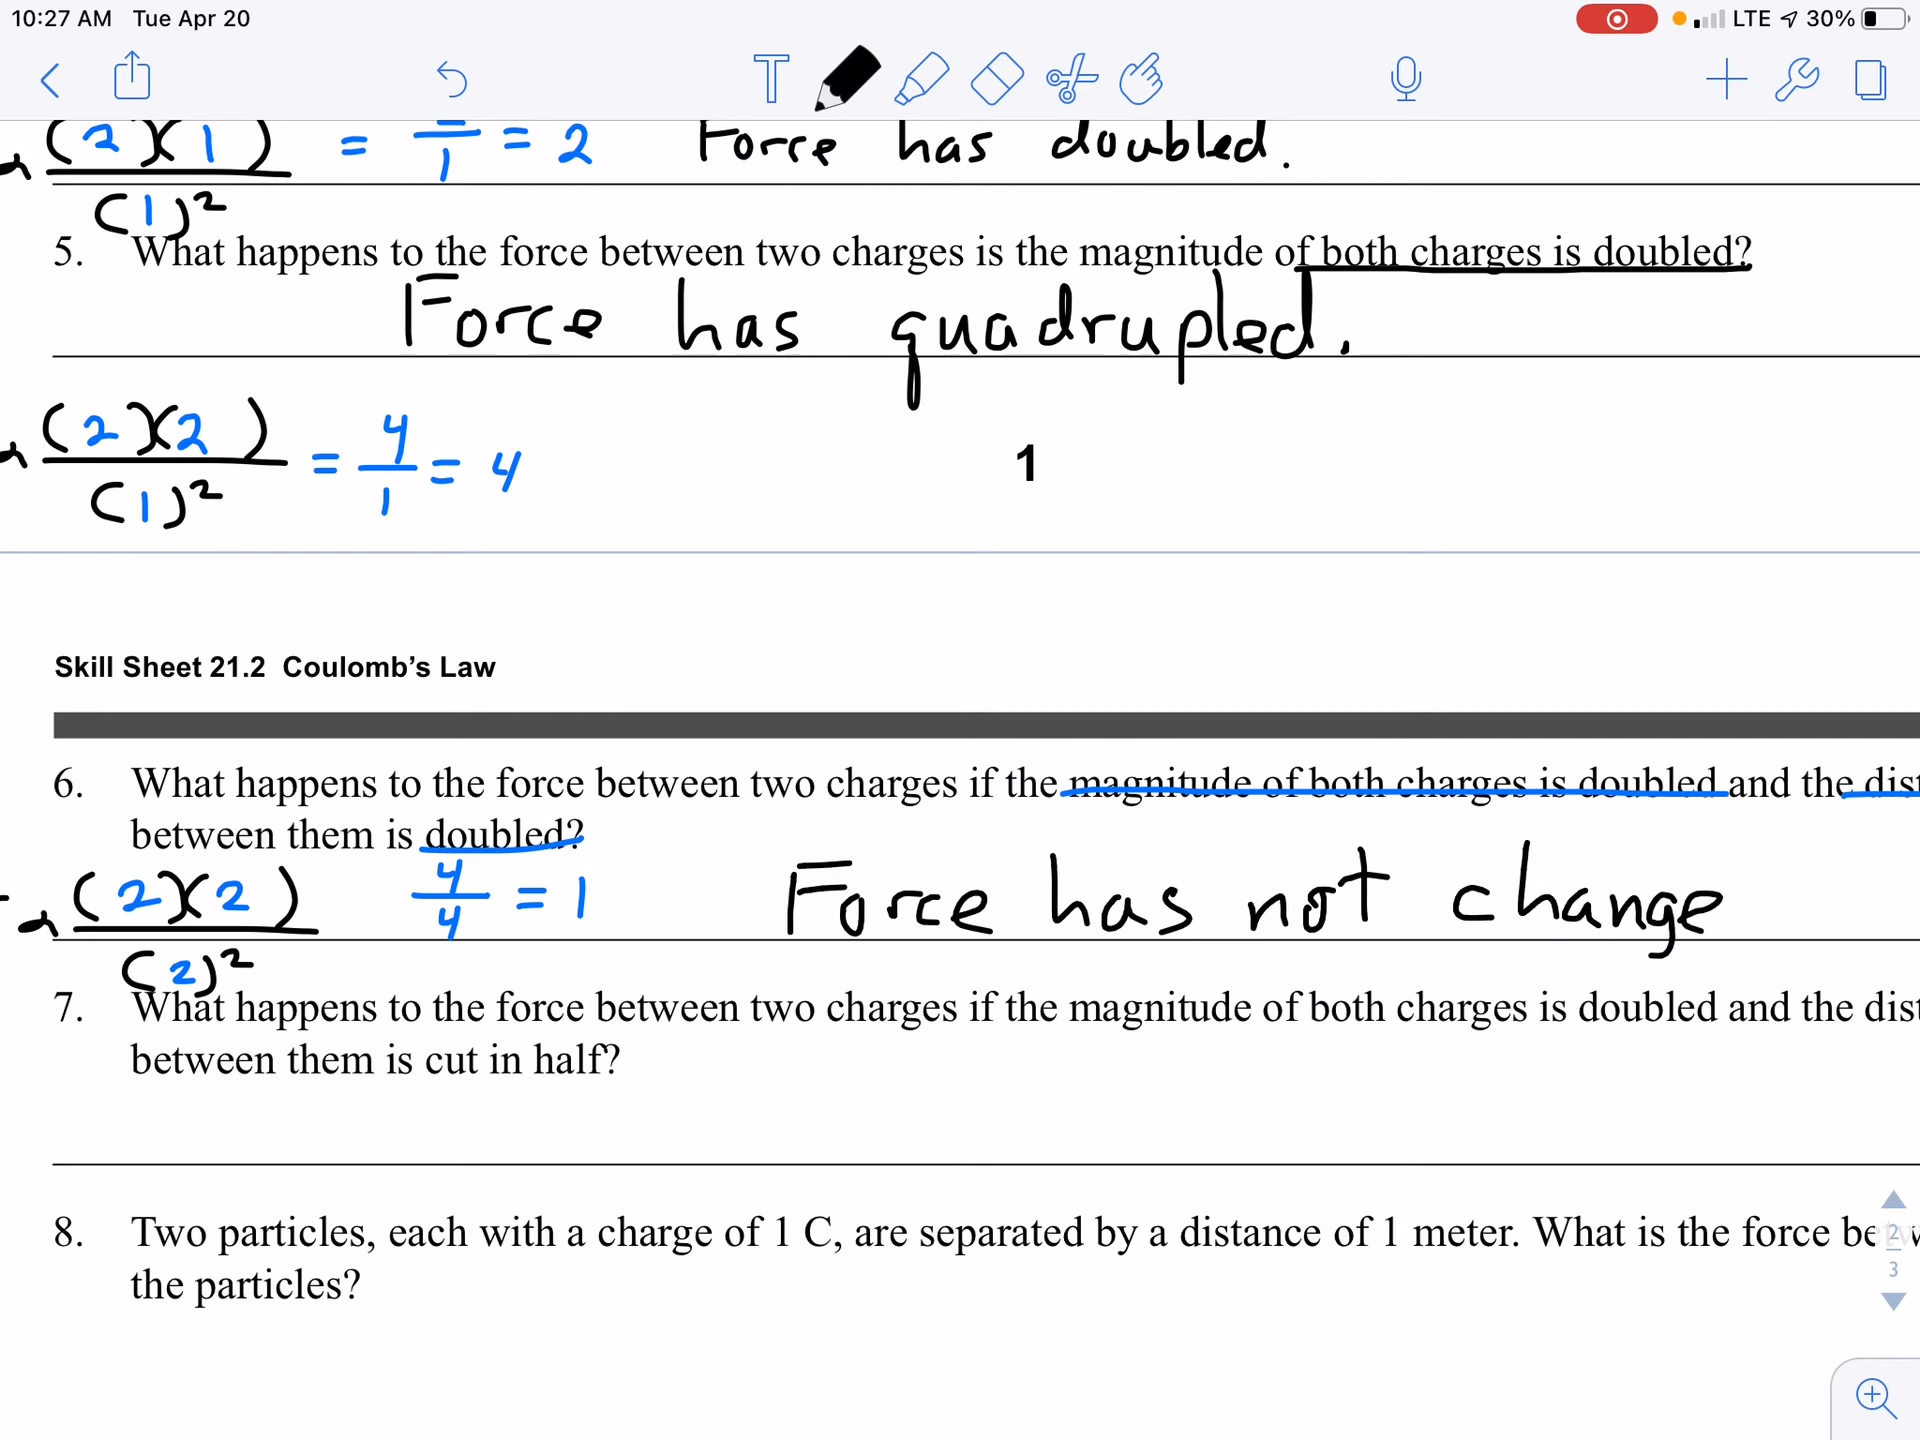 10:27 AM Tue Apr 20 LTE 30%
T
(2)(1) = /1 = 2 Force has doubled.
(1)²
5. What happens to the force between two charges is the magnitude of both charges is doubled?
Force has quadrupled.
(2)(2) = 4/1 = 4
(1)²
1
Skill Sheet 21.2 Coulomb's Law
6. What happens to the force between two charges if the magnitude of both charges is doubled and the dist
between them is doubled?
(2)(2) 4/4 = 1 Force has not change
(2)²
7. What happens to the force between two charges if the magnitude of both charges is doubled and the dist
between them is cut in half?
8. Two particles, each with a charge of 1 C, are separated by a distance of 1 meter. What is the force betw
the particles?
2
3